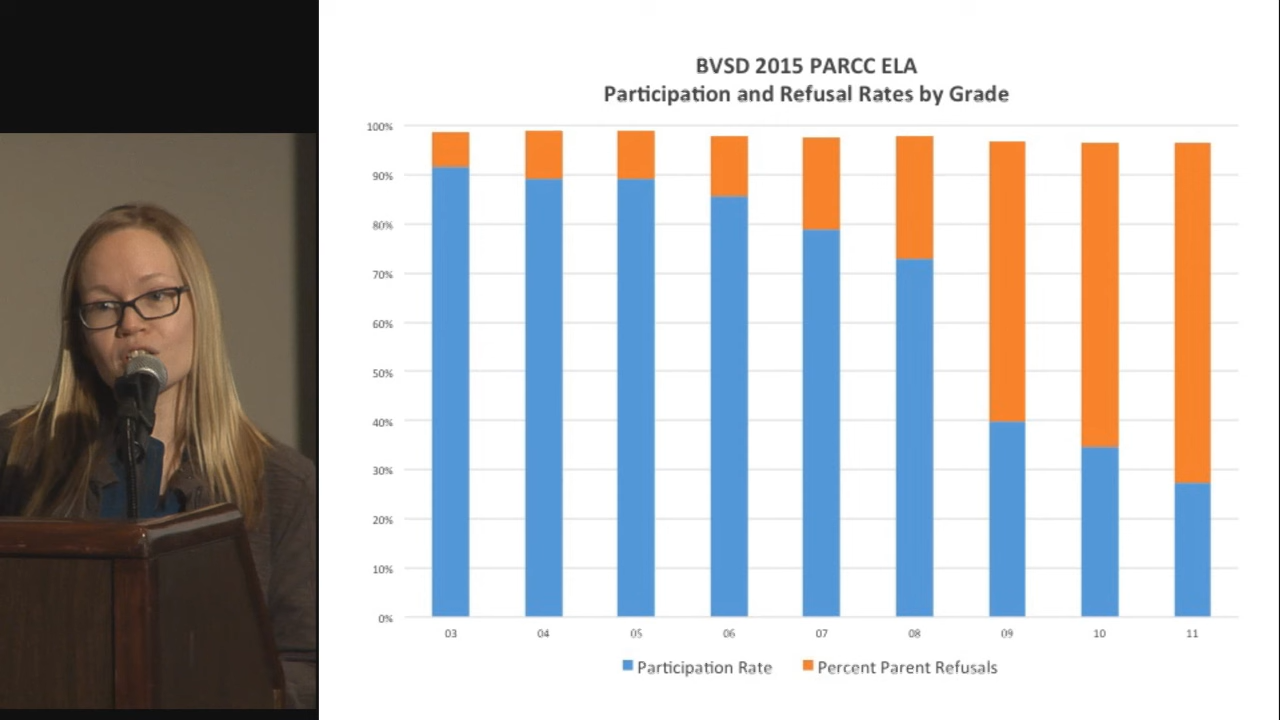 BVSD 2015 PARCC ELA
Participation and Refusal Rates by Grade
100%
90%
80%
70%
60%
50%
40%
30%
20%
10%
0%
03 04 05 06 07 08 09 10 11
Participation Rate Percent Parent Refusals